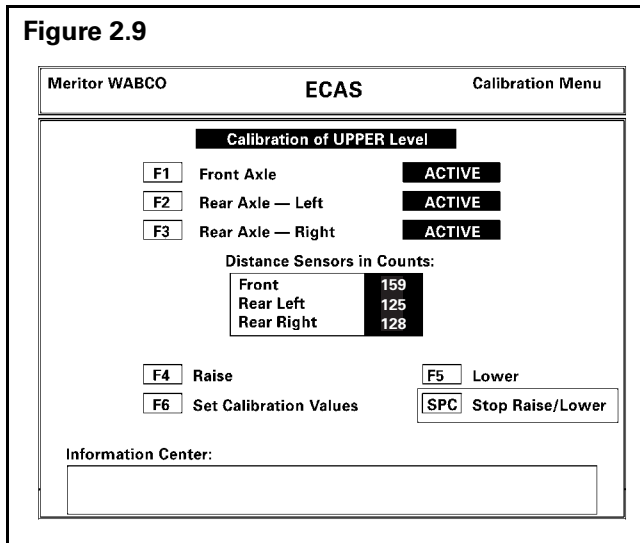 Figure 2.9
Meritor WABCO ECAS Calibration Menu
Calibration of UPPER Level
F1 Front Axle ACTIVE
F2 Rear Axle — Left ACTIVE
F3 Rear Axle — Right ACTIVE
Distance Sensors in Counts:
Front 159
Rear Left 125
Rear Right 128
F4 Raise F5 Lower
F6 Set Calibration Values SPC Stop Raise/Lower
Information Center: